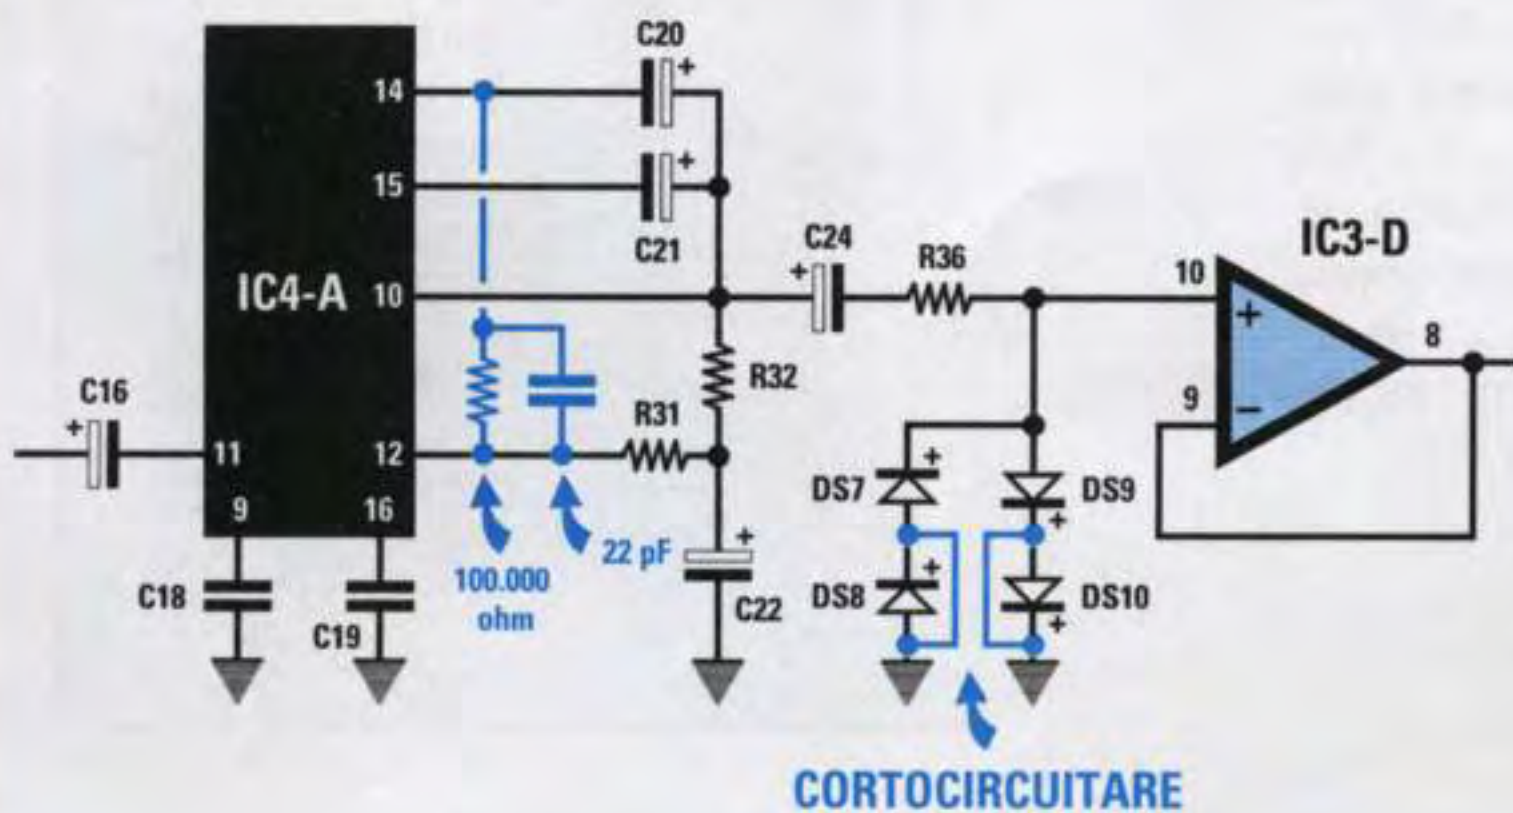 C20
+
14
15
+
C21
IC4-A
10
C24
+
R36
IC3-D
10
+
8
9
−
R32
C16
+
11
12
R31
9
16
DS7
+
DS9
+
22 pF
+
100.000
ohm
C22
C18
C19
DS8
+
DS10
+
CORTOCIRCUITARE